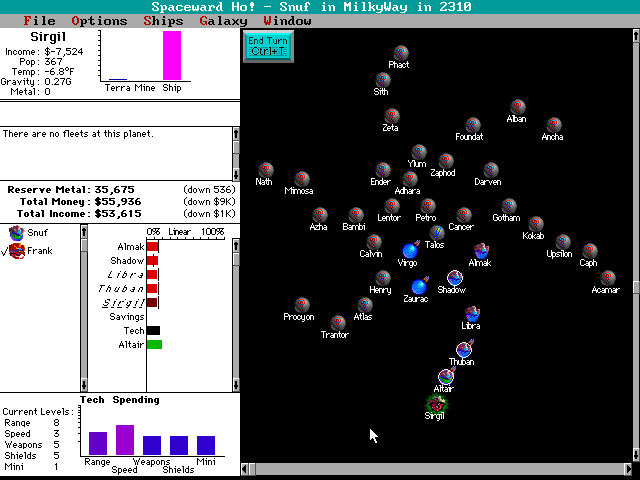 Spaceward Ho! - Snuf in MilkyWay in 2310
File Options Ships Galaxy Window
Sirgil
Income: $-7,524
Pop: 367
Temp: -6.8°F
Gravity: 0.27G
Metal: 0
Terra Mine Ship
There are no fleets at this planet.
Reserve Metal: 35,675 (down 536)
Total Money: $55,936 (down $9K)
Total Income: $53,615 (down $1K)
Snuf
✓Frank
0% Linear 100%
Almak
Shadow
Libra
Thuban
Sirgil
Savings
Tech
Altair
Tech Spending
Current Levels:
Range 8
Speed 3
Weapons 5
Shields 5
Mini 1
Range Weapons Mini
Speed Shields
End Turn
Ctrl+T
Phact
Sith
Alban
Zeta
Foundat
Ancha
Ylum
Zaphod
Nath
Mimosa
Ender
Adhara
Darven
Azha
Bambi
Lentor
Petro
Cancer
Gotham
Kokab
Calvin
Talos
Upsilon
Caph
Virgo
Almak
Henry
Zaurac
Shadow
Acamar
Procyon
Trantor
Atlas
Libra
Thuban
Altair
Sirgil